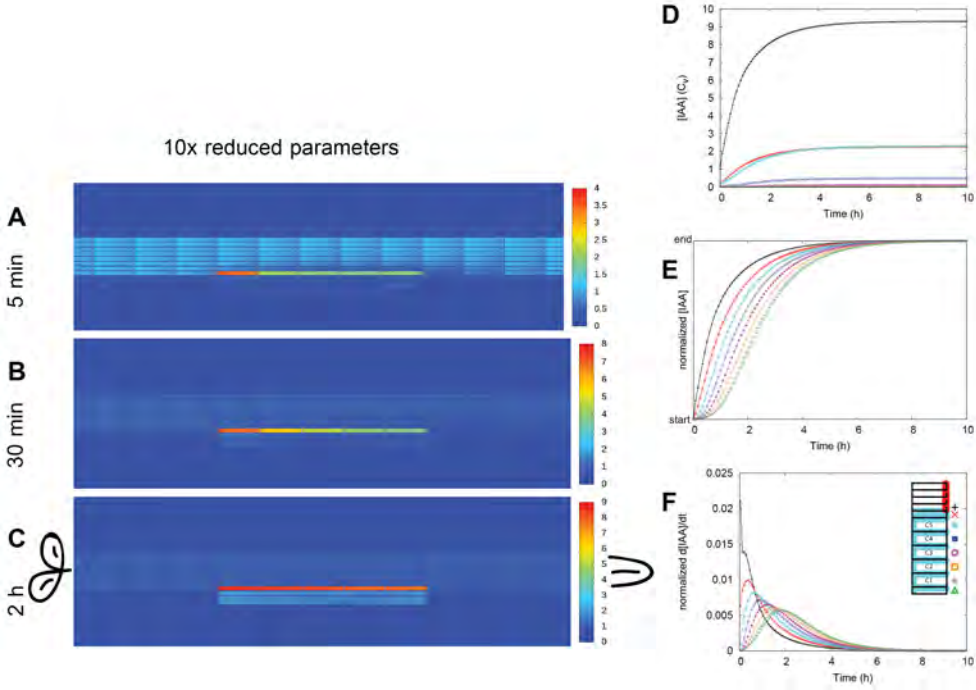 10x reduced parameters
A
5 min
4
3.5
3
2.5
2
1.5
1
0.5
0
B
30 min
8
7
6
5
4
3
2
1
0
C
2 h
9
8
7
6
5
4
3
2
1
0
D
[IAA] (Cv)
10
9
8
7
6
5
4
3
2
1
0
0 2 4 6 8 10
Time (h)
E
normalized [IAA]
end
start
0 2 4 6 8 10
Time (h)
F
normalized d[IAA]/dt
0.025
0.02
0.015
0.01
0.005
0
C5
C4
C3
C2
C1
0 2 4 6 8 10
Time (h)